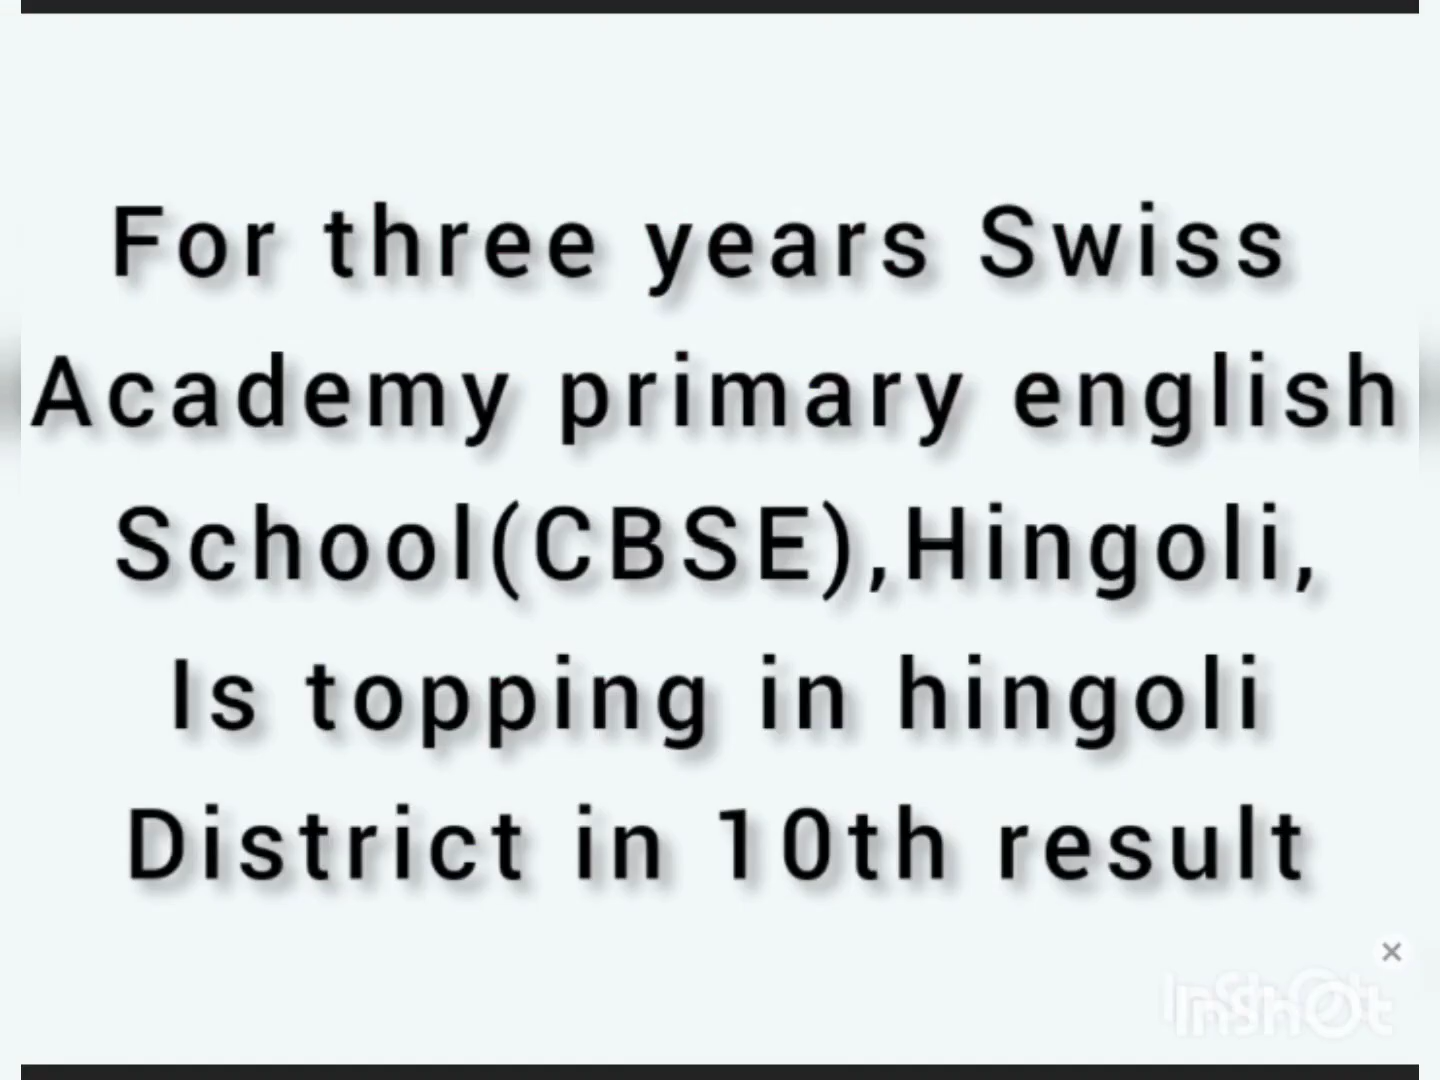 For three years Swiss
Academy primary english
School(CBSE),Hingoli,
Is topping in hingoli
District in 10th result
InShOt